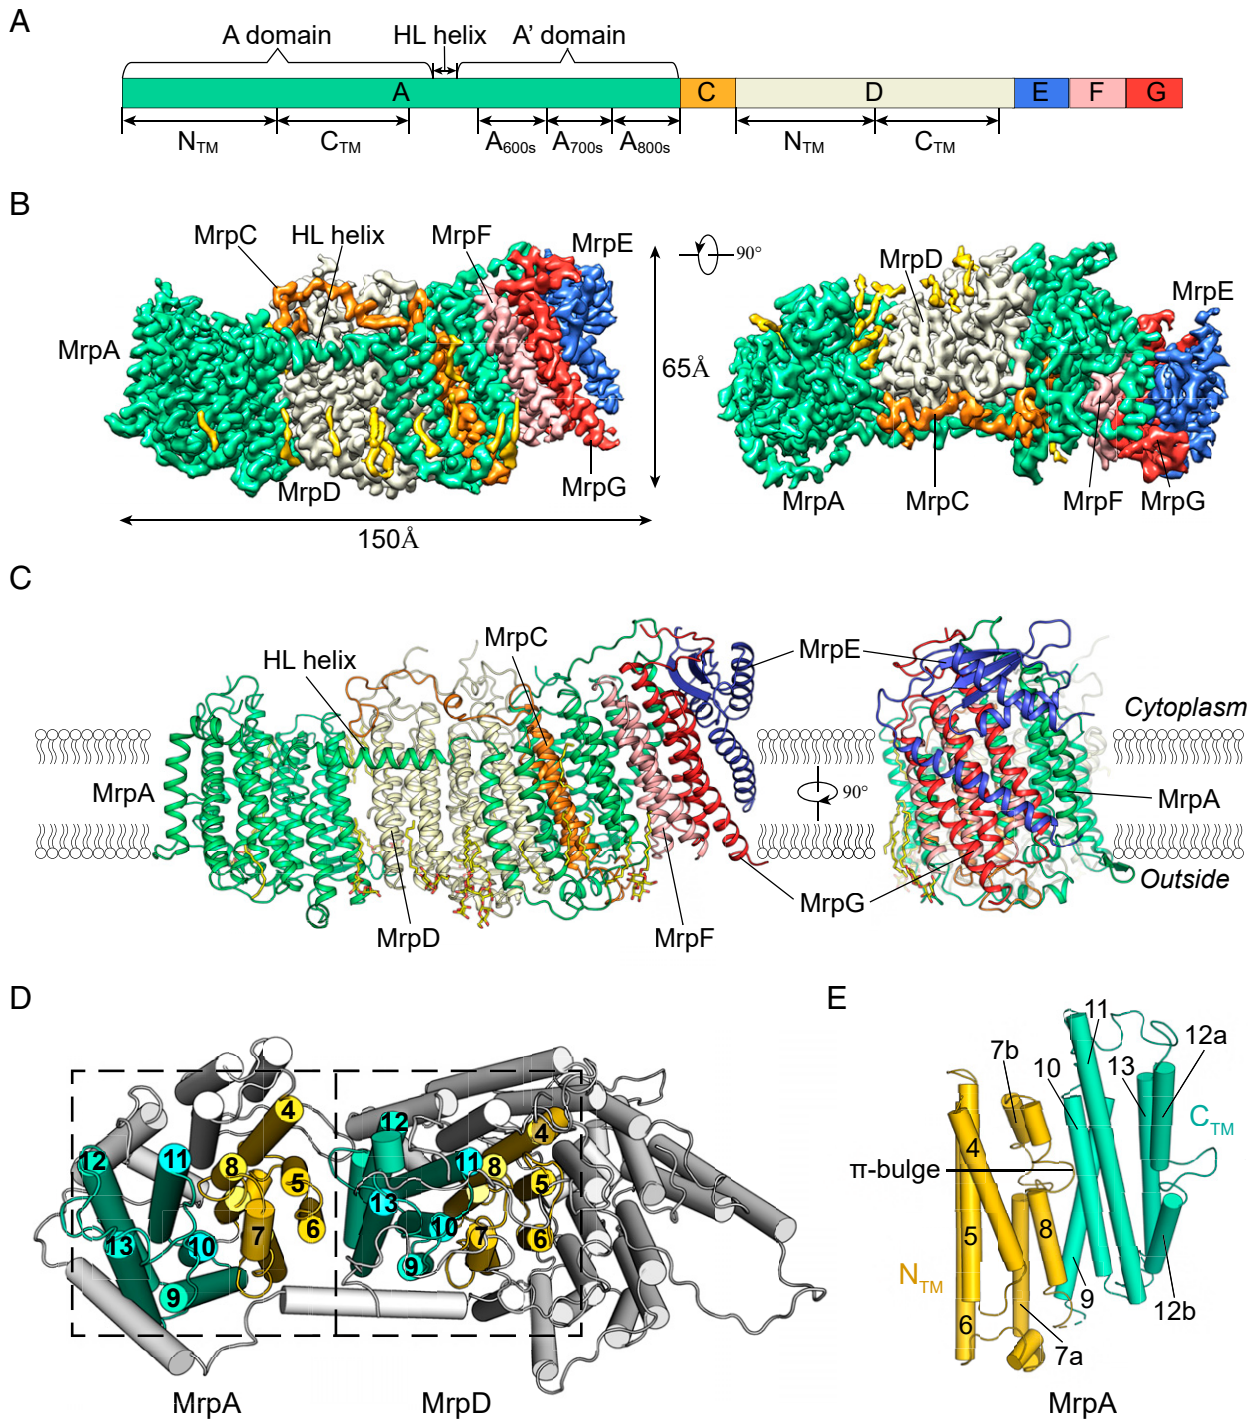 A
A domain
HL helix
A’ domain
A
C
D
E
F
G
NTM
CTM
A600s
A700s
A800s
NTM
CTM
B
MrpC
HL helix
MrpF
MrpE
MrpA
MrpD
MrpG
65Å
150Å
90°
MrpD
MrpE
MrpA
MrpC
MrpF
MrpG
C
HL helix
MrpC
MrpE
Cytoplasm
MrpA
90°
MrpA
Outside
MrpG
MrpD
MrpF
D
4
12
11
8
5
6
7
13
10
9
12
4
11
8
5
13
10
7
6
9
MrpA
MrpD
E
11
7b
12a
10
13
4
CTM
π-bulge
5
8
NTM
9
6
12b
7a
MrpA